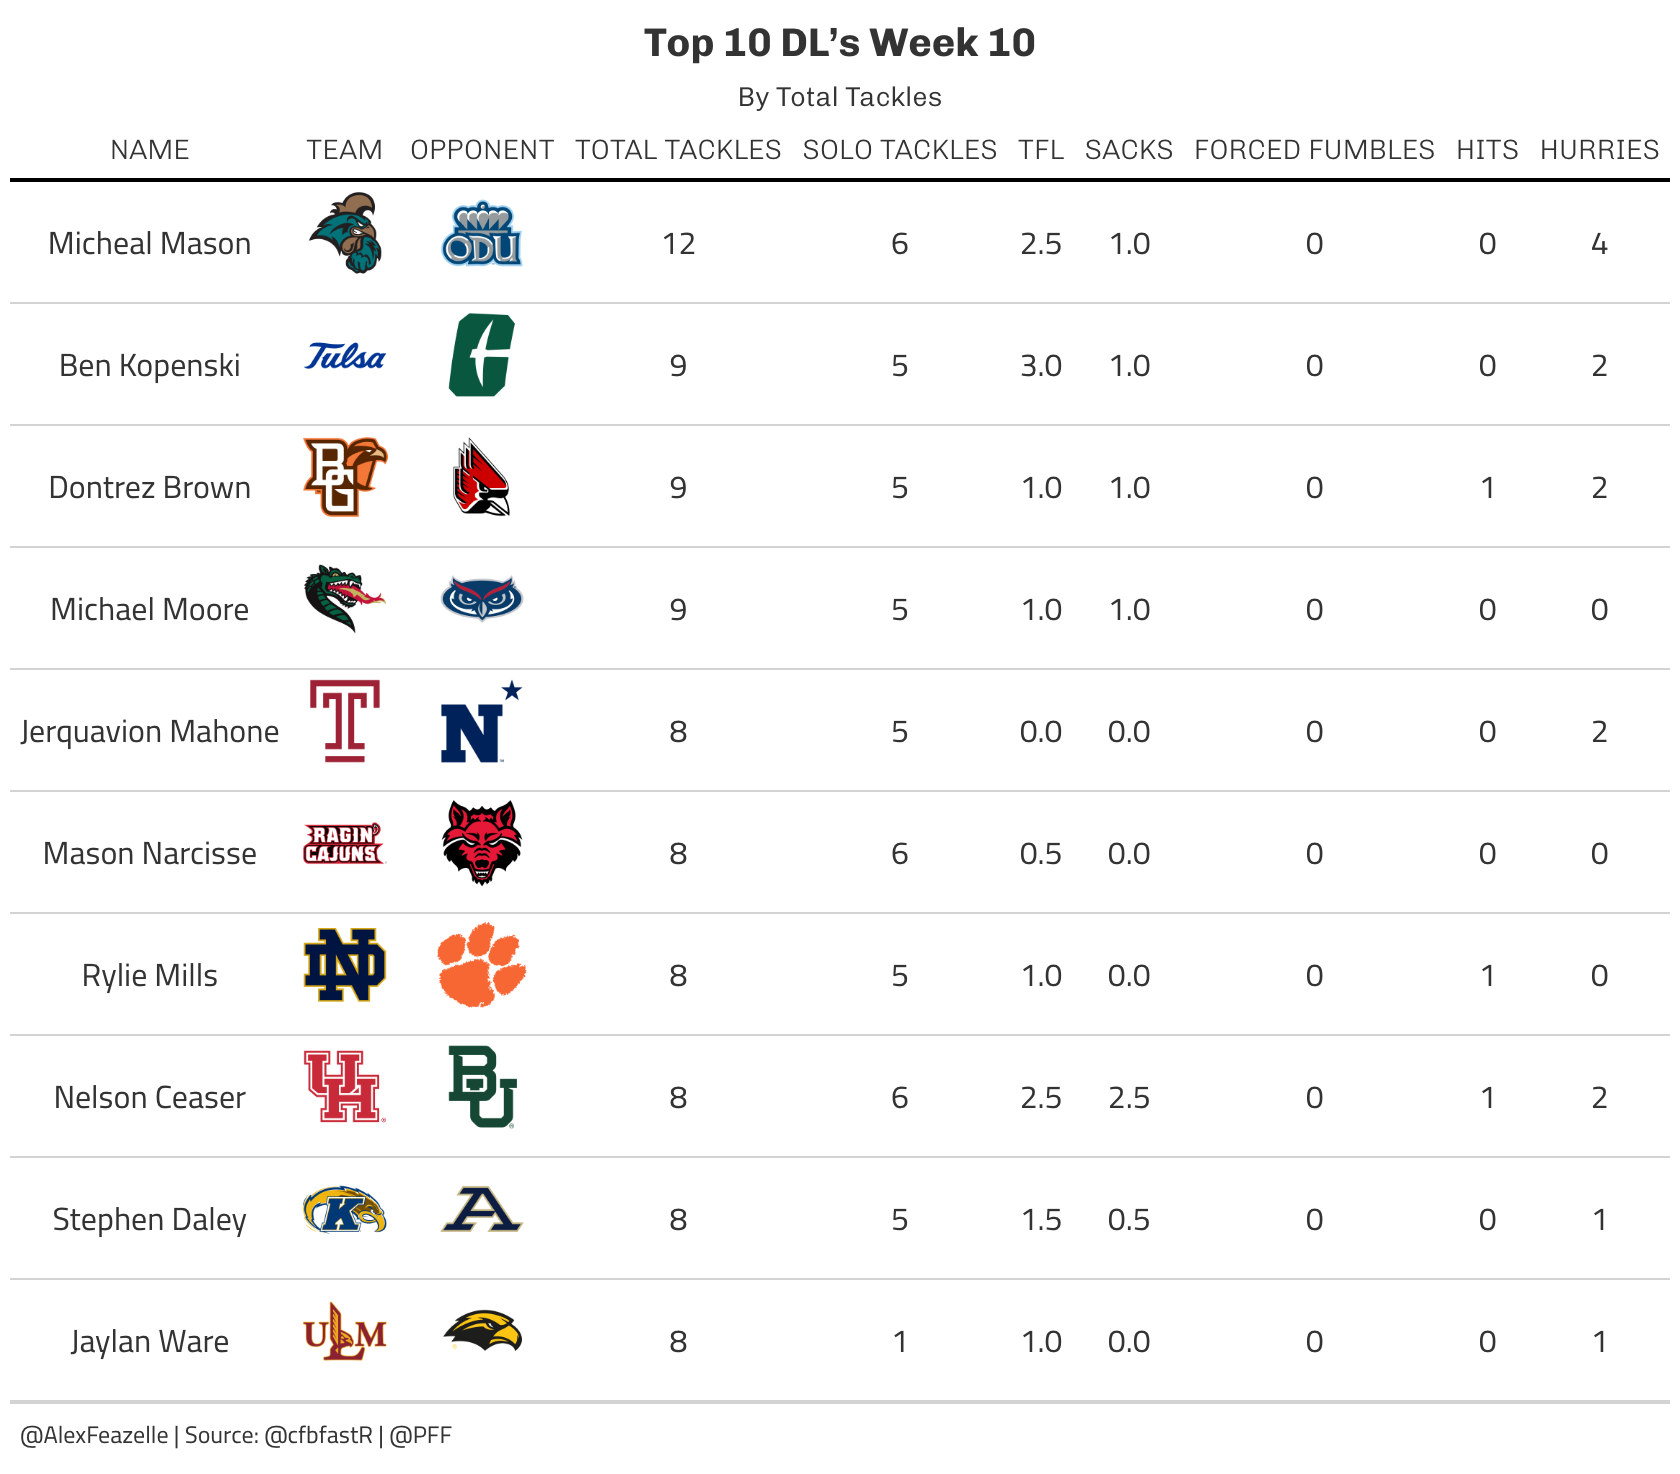 Top 10 DL’s Week 10
By Total Tackles
NAME TEAM OPPONENT TOTAL TACKLES SOLO TACKLES TFL SACKS FORCED FUMBLES HITS HURRIES
Micheal Mason ODU 12 6 2.5 1.0 0 0 4
Ben Kopenski Tulsa C 9 5 3.0 1.0 0 0 2
Dontrez Brown BG 9 5 1.0 1.0 0 1 2
Michael Moore 9 5 1.0 1.0 0 0 0
Jerquavion Mahone T N 8 5 0.0 0.0 0 0 2
Mason Narcisse RAGIN' CAJUNS 8 6 0.5 0.0 0 0 0
Rylie Mills ND 8 5 1.0 0.0 0 1 0
Nelson Ceaser UH BU 8 6 2.5 2.5 0 1 2
Stephen Daley K A 8 5 1.5 0.5 0 0 1
Jaylan Ware ULM 8 1 1.0 0.0 0 0 1
@AlexFeazelle | Source: @cfbfastR | @PFF